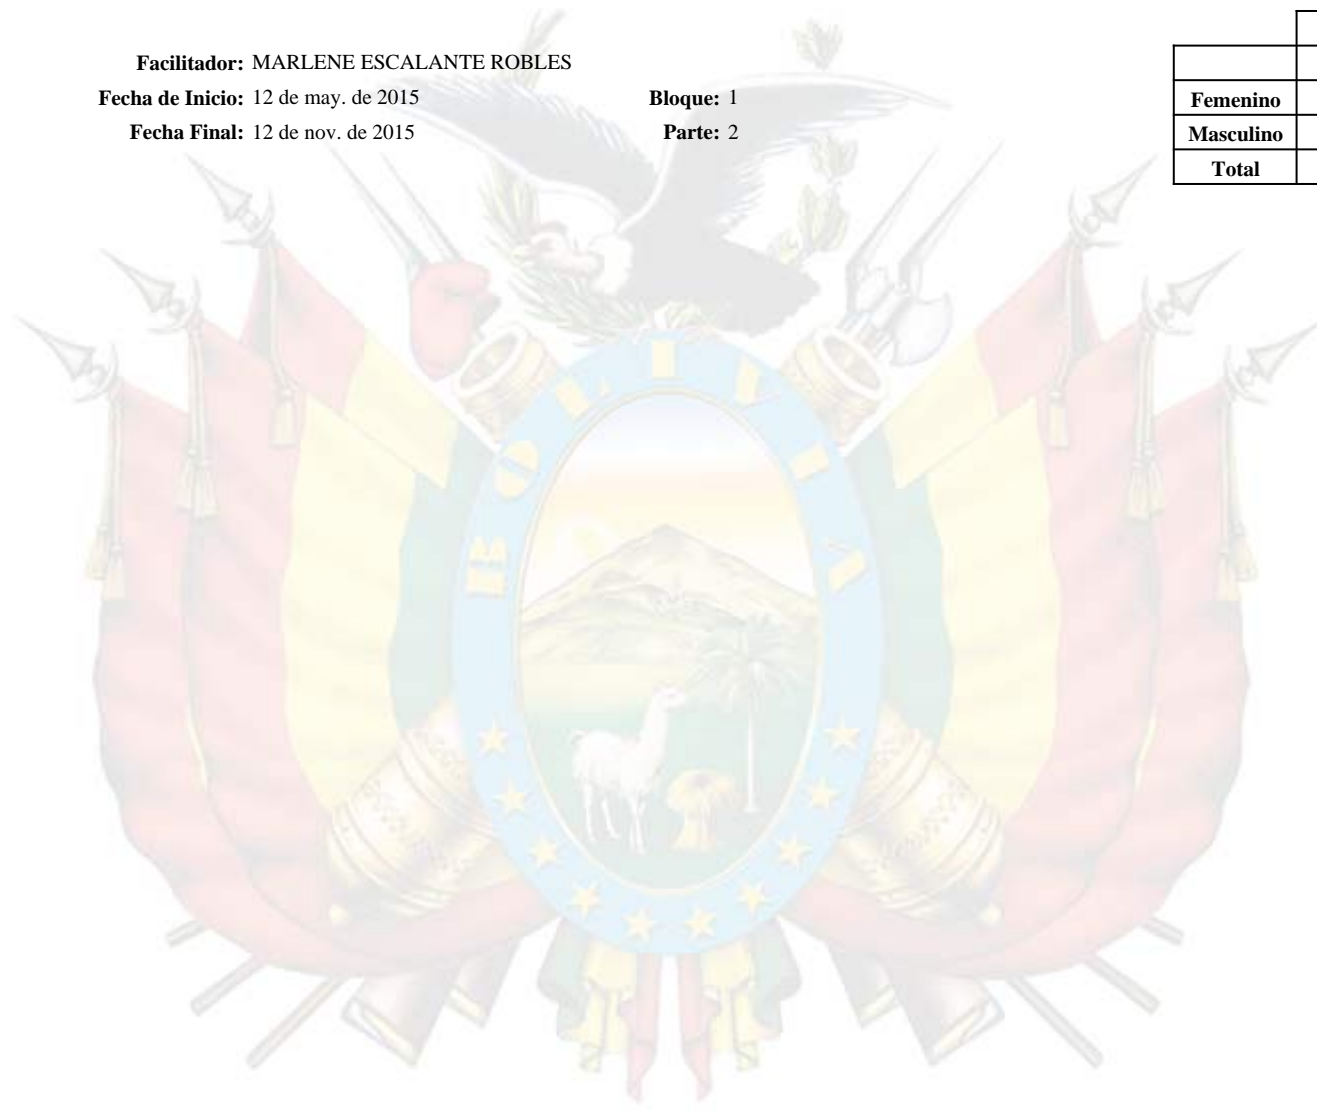 Facilitador: MARLENE ESCALANTE ROBLES
Fecha de Inicio: 12 de may. de 2015 Bloque: 1
Fecha Final: 12 de nov. de 2015 Parte: 2
Femenino
Masculino
Total
BOLIVIA